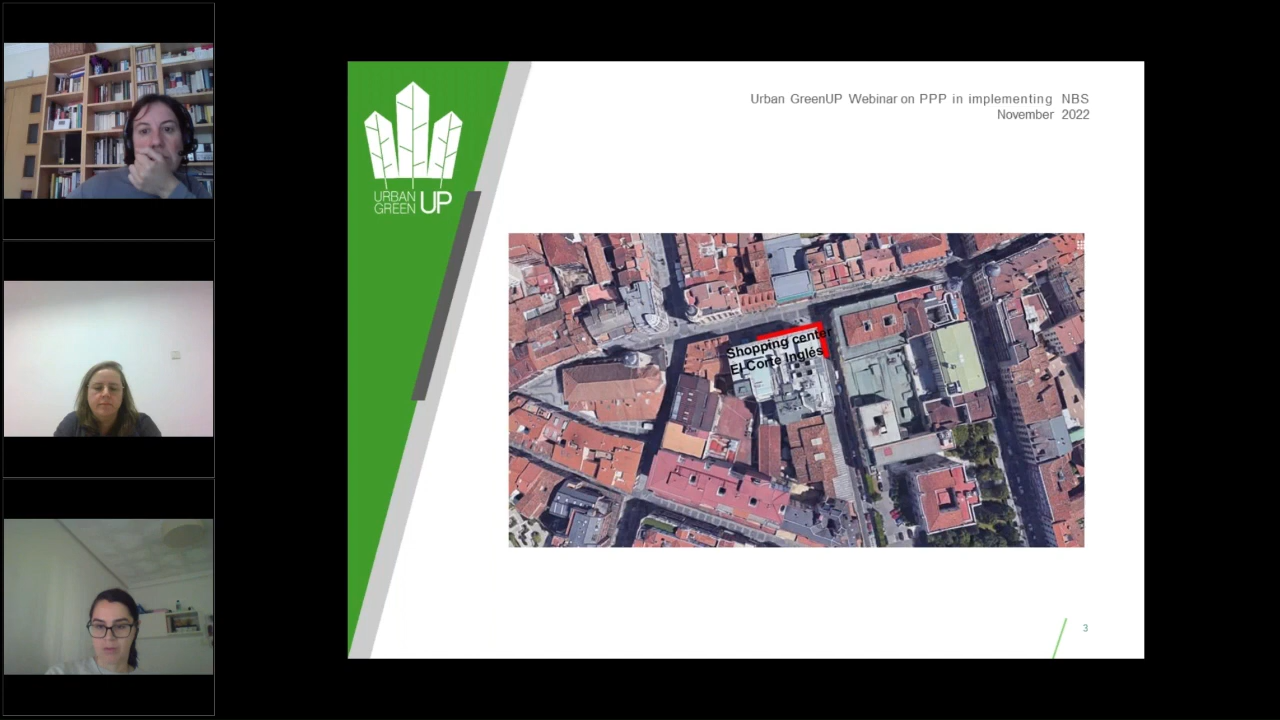 Urban GreenUP Webinar on PPP in implementing NBS
November 2022
URBAN
GREEN UP
Shopping center
El Corte Inglés
3